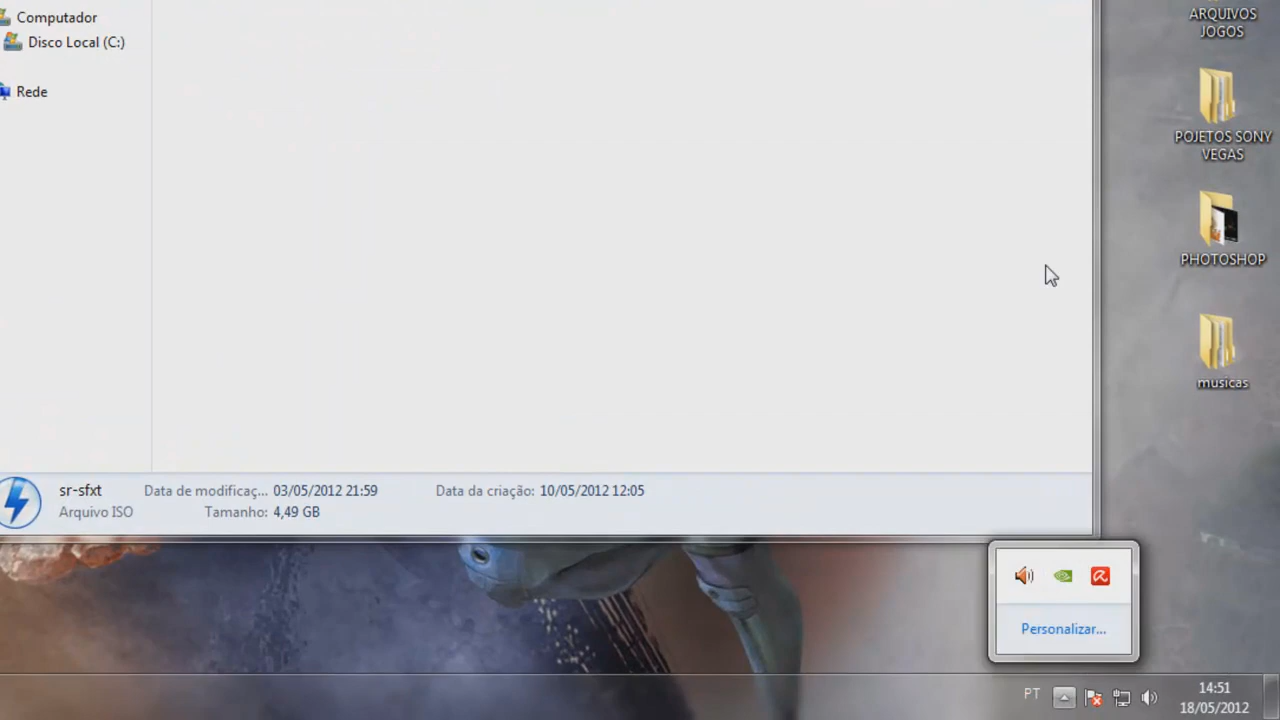 Computador
Disco Local (C:)
Rede
ARQUIVOS
JOGOS
POJETOS SONY
VEGAS
PHOTOSHOP
musicas
sr-sfxt
Data de modificaç... 03/05/2012 21:59
Data da criação: 10/05/2012 12:05
Arquivo ISO
Tamanho: 4,49 GB
Personalizar...
PT
14:51
18/05/2012